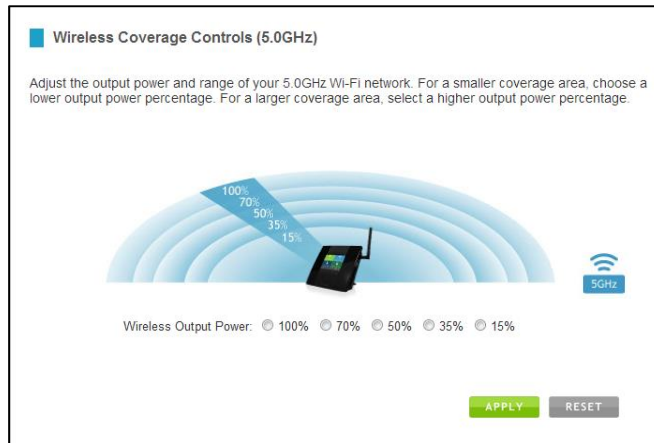 Wireless Coverage Controls (5.0GHz)
Adjust the output power and range of your 5.0GHz Wi-Fi network. For a smaller coverage area, choose a
lower output power percentage. For a larger coverage area, select a higher output power percentage.
100%
70%
50%
35%
15%
5GHz
Wireless Output Power: 100% 70% 50% 35% 15%
APPLY RESET